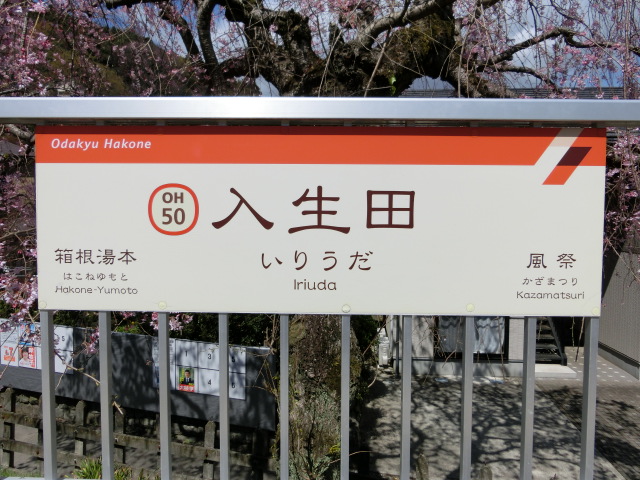 Odakyu Hakone
OH
50
入生田
いりうだ
Iriuda
箱根湯本
はこねゆもと
Hakone-Yumoto
風祭
かざまつり
Kazamatsuri